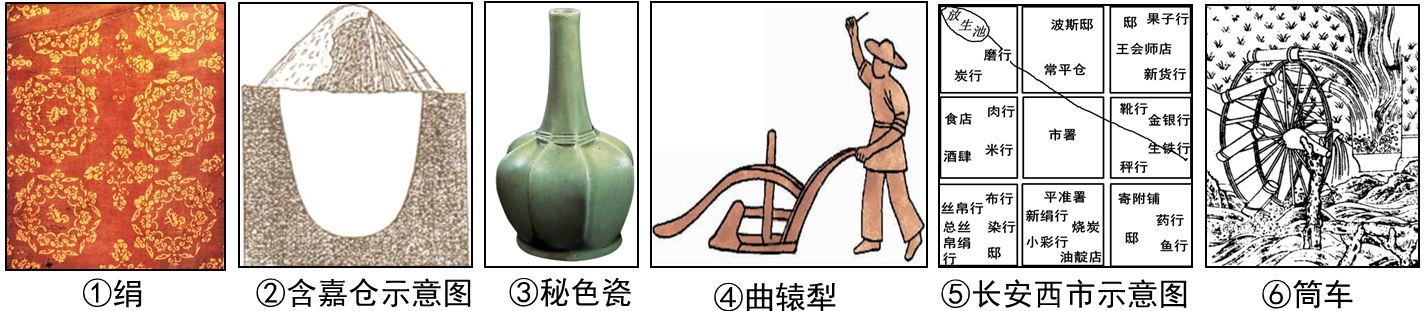 放生池
磨行
炭行
波斯邸
常平仓
邸 果子行
王会师店
新货行
食店 肉行
酒肆 米行
市署
靴行
金银行
生铁行
秤行
丝帛行 布行
总丝 染行
帛绢
行 邸
平准署
新绢行
烧炭
小彩行
油靛店
寄附铺
药行
邸
鱼行
①绢
②含嘉仓示意图
③秘色瓷
④曲辕犁
⑤长安西市示意图
⑥筒车